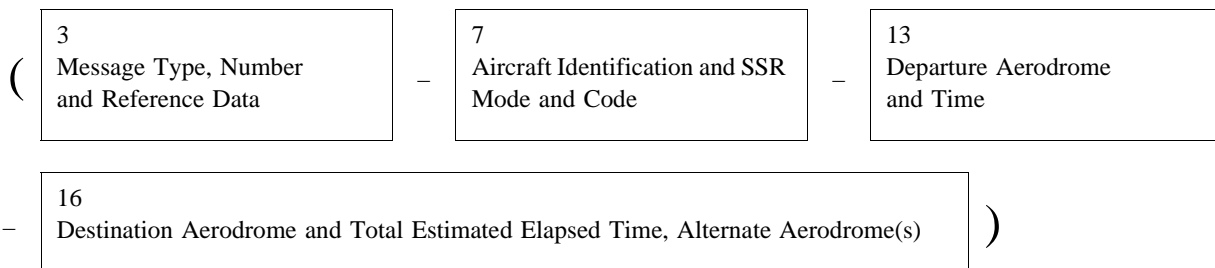 3 7 13
( Message Type, Number – Aircraft Identification and SSR – Departure Aerodrome
and Reference Data Mode and Code and Time
16
– Destination Aerodrome and Total Estimated Elapsed Time, Alternate Aerodrome(s) )